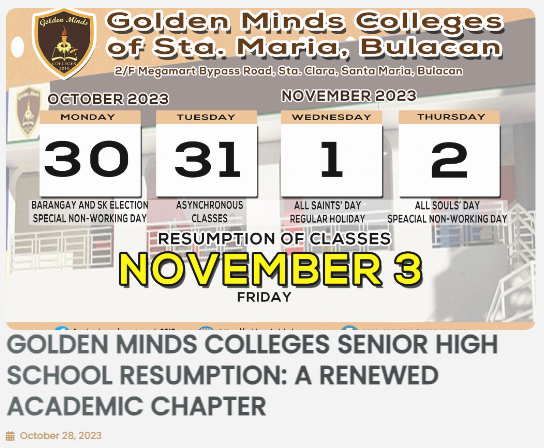 Golden Minds
COLLEGES
Golden Minds Colleges
of Sta. Maria, Bulacan
2/F Megamart Bypass Road, Sta. Clara, Santa Maria, Bulacan
OCTOBER 2023
NOVEMBER 2023
MONDAY
TUESDAY
WEDNESDAY
THURSDAY
30
31
1
2
BARANGAY AND SK ELECTION
SPECIAL NON-WORKING DAY
ASYNCHRONOUS
CLASSES
ALL SAINTS' DAY
REGULAR HOLIDAY
ALL SOULS' DAY
SPEACIAL NON-WORKING DAY
RESUMPTION OF CLASSES
NOVEMBER 3
FRIDAY
GOLDEN MINDS COLLEGES SENIOR HIGH
SCHOOL RESUMPTION: A RENEWED
ACADEMIC CHAPTER
October 28, 2023